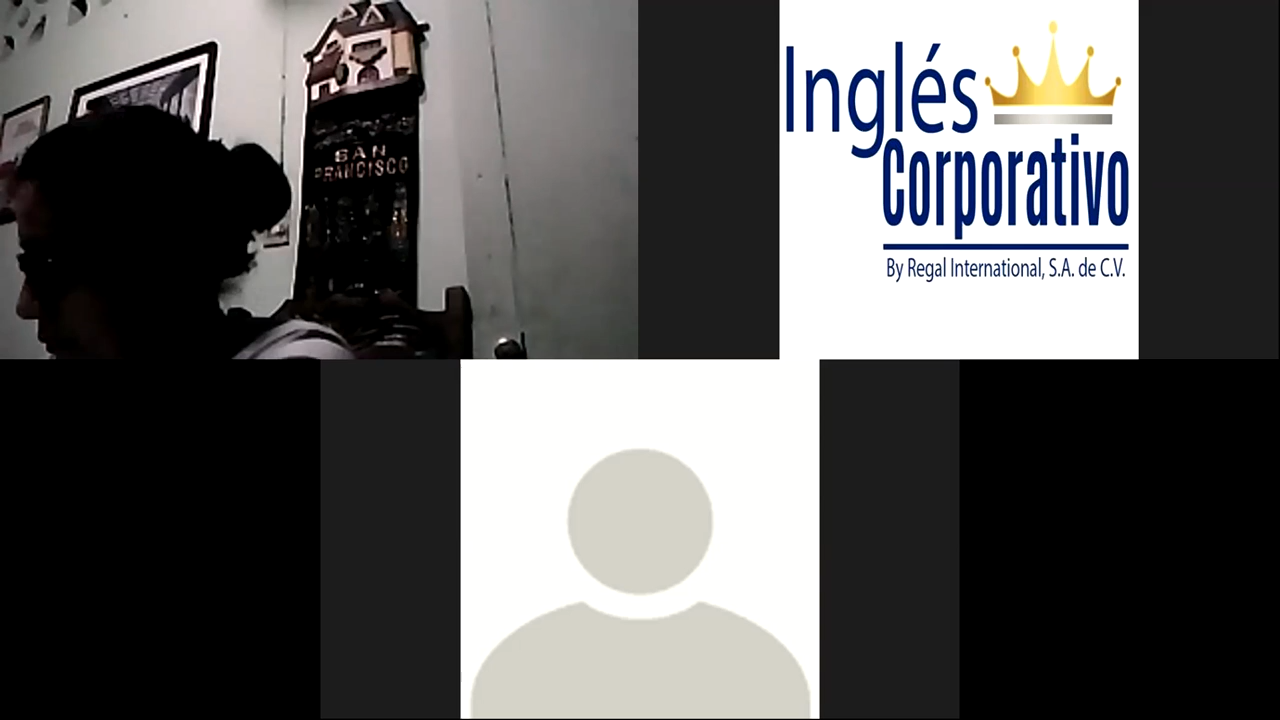 SAN
FRANCISCO
Inglés
Corporativo
By Regal International, S.A. de C.V.